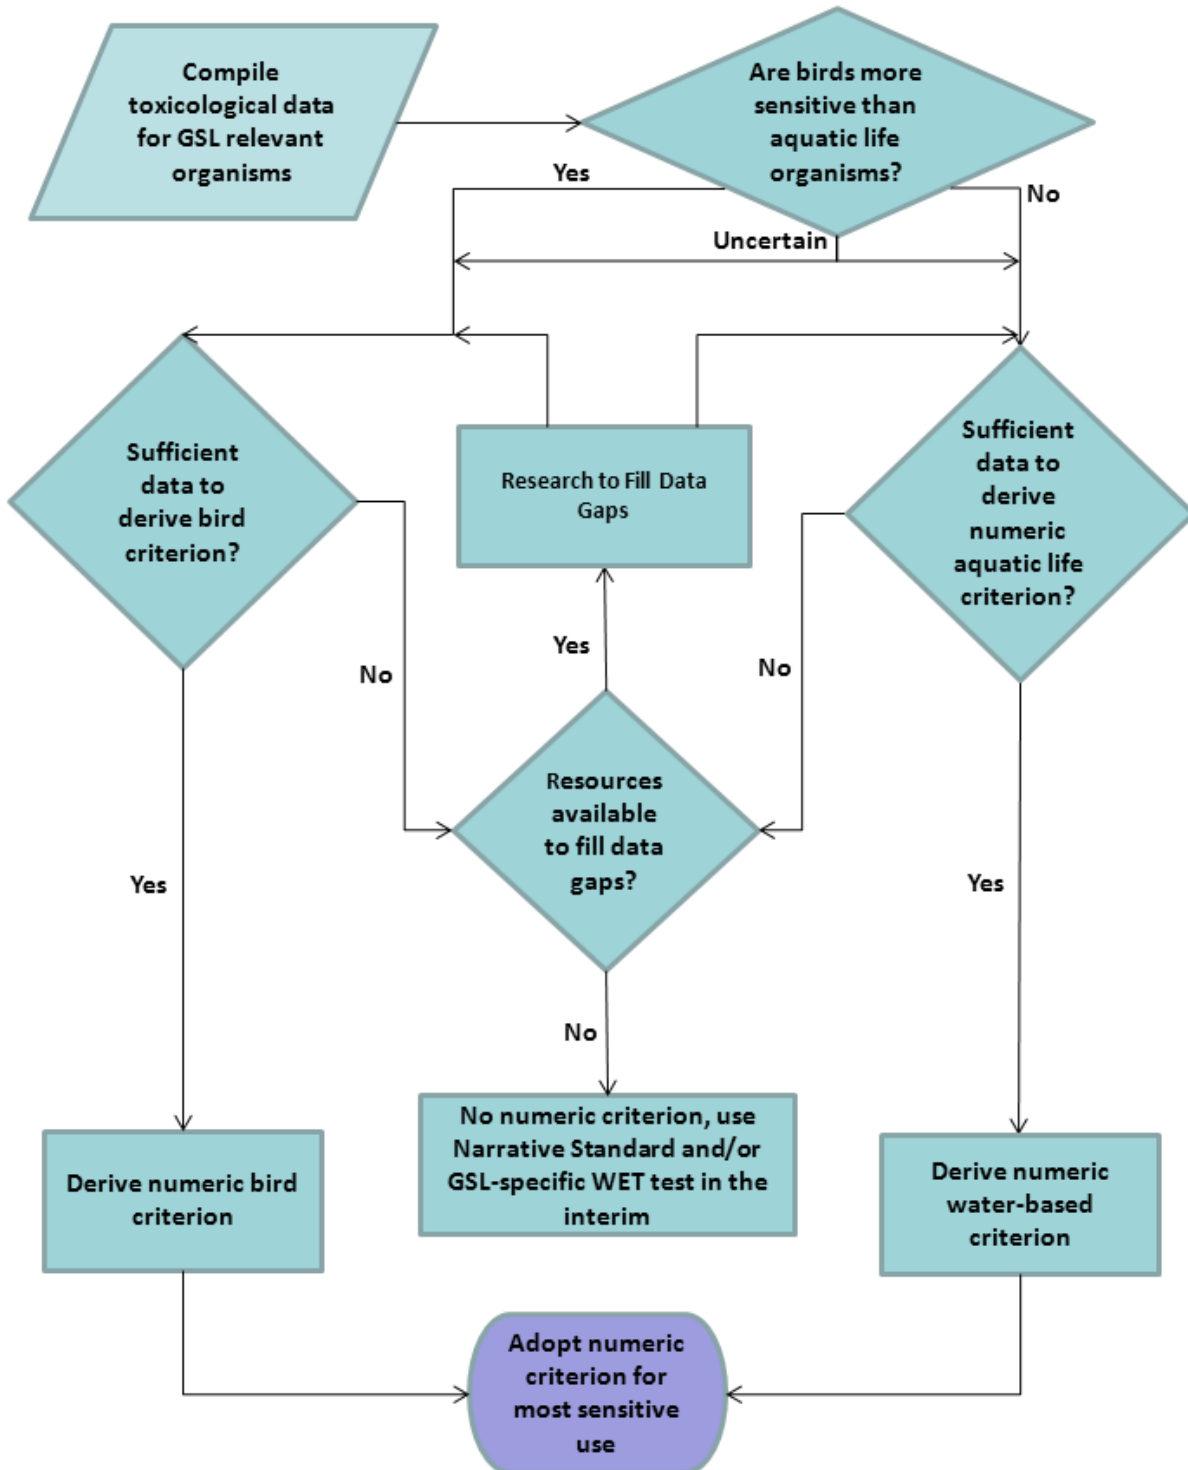 Compile
toxicological data
for GSL relevant
organisms
Are birds more
sensitive than
aquatic life
organisms?
Yes
No
Uncertain
Sufficient
data to
derive bird
criterion?
Research to Fill Data
Gaps
Sufficient
data to
derive
numeric
aquatic life
criterion?
Yes
No
No
Resources
available
to fill data
gaps?
Yes
Yes
No
Derive numeric bird
criterion
No numeric criterion, use
Narrative Standard and/or
GSL-specific WET test in the
interim
Derive numeric
water-based
criterion
Adopt numeric
criterion for
most sensitive
use